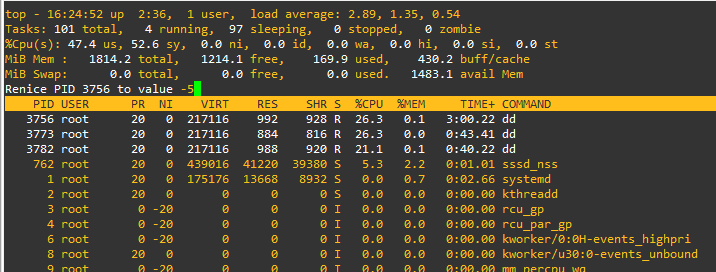 top - 16:24:52 up  2:36,  1 user,  load average: 2.89, 1.35, 0.54
Tasks: 101 total,   4 running,  97 sleeping,   0 stopped,   0 zombie
%Cpu(s): 47.4 us, 52.6 sy,  0.0 ni,  0.0 id,  0.0 wa,  0.0 hi,  0.0 si,  0.0 st
MiB Mem :   1814.2 total,   1214.1 free,    169.9 used,    430.2 buff/cache
MiB Swap:      0.0 total,      0.0 free,      0.0 used.   1483.1 avail Mem
Renice PID 3756 to value -5
PID USER      PR  NI    VIRT    RES    SHR S  %CPU  %MEM     TIME+ COMMAND
3756 root      20   0  217116    992    928 R  26.3   0.1   3:00.22 dd
3773 root      20   0  217116    884    816 R  26.3   0.0   0:43.41 dd
3782 root      20   0  217116    988    920 R  21.1   0.1   0:40.22 dd
762 root      20   0  439016  41220  39380 S   5.3   2.2   0:01.01 sssd_nss
1 root      20   0  175176  13668   8932 S   0.0   0.7   0:02.66 systemd
2 root      20   0       0      0      0 S   0.0   0.0   0:00.00 kthreadd
3 root       0 -20       0      0      0 I   0.0   0.0   0:00.00 rcu_gp
4 root       0 -20       0      0      0 I   0.0   0.0   0:00.00 rcu_par_gp
6 root       0 -20       0      0      0 I   0.0   0.0   0:00.00 kworker/0:0H-events_highpri
8 root      20   0       0      0      0 I   0.0   0.0   0:00.00 kworker/u30:0-events_unbound
9 root       0 -20       0      0      0 I   0.0   0.0   0:00.00 mm_percpu_wq